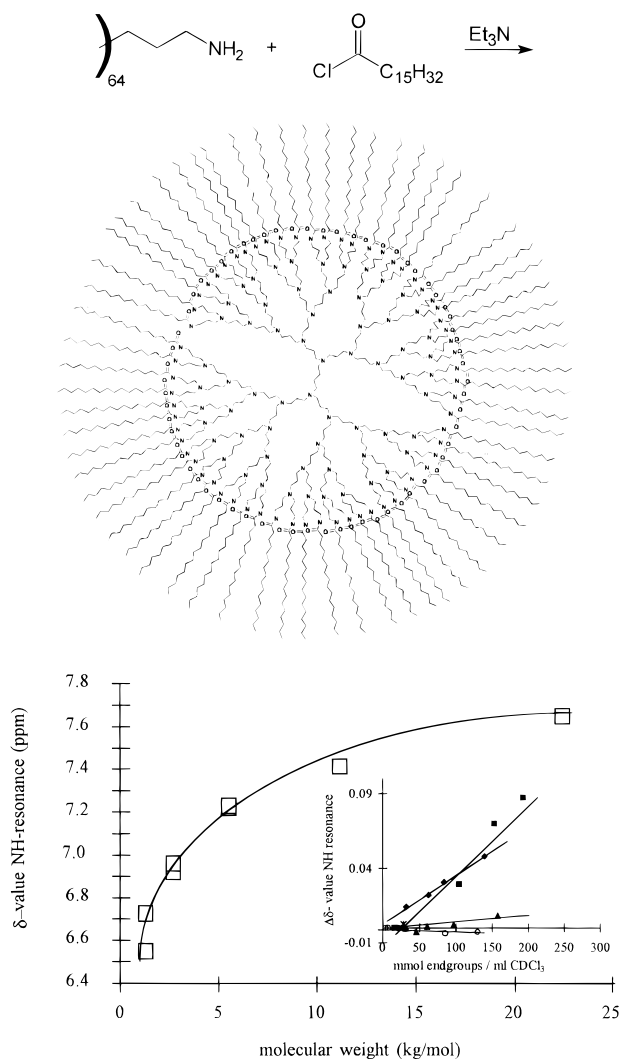 NH2 + O Cl C15H32 Et3N
64
7.8
7.6
7.4
7.2
7.0
6.8
6.6
6.4
δ–value NH-resonance (ppm)
0 5 10 15 20 25
molecular weight (kg/mol)
0.09
0.04
-0.01
Δδ- value NH resonance
0 50 100 150 200 250 300
mmol endgroups / ml CDCl3